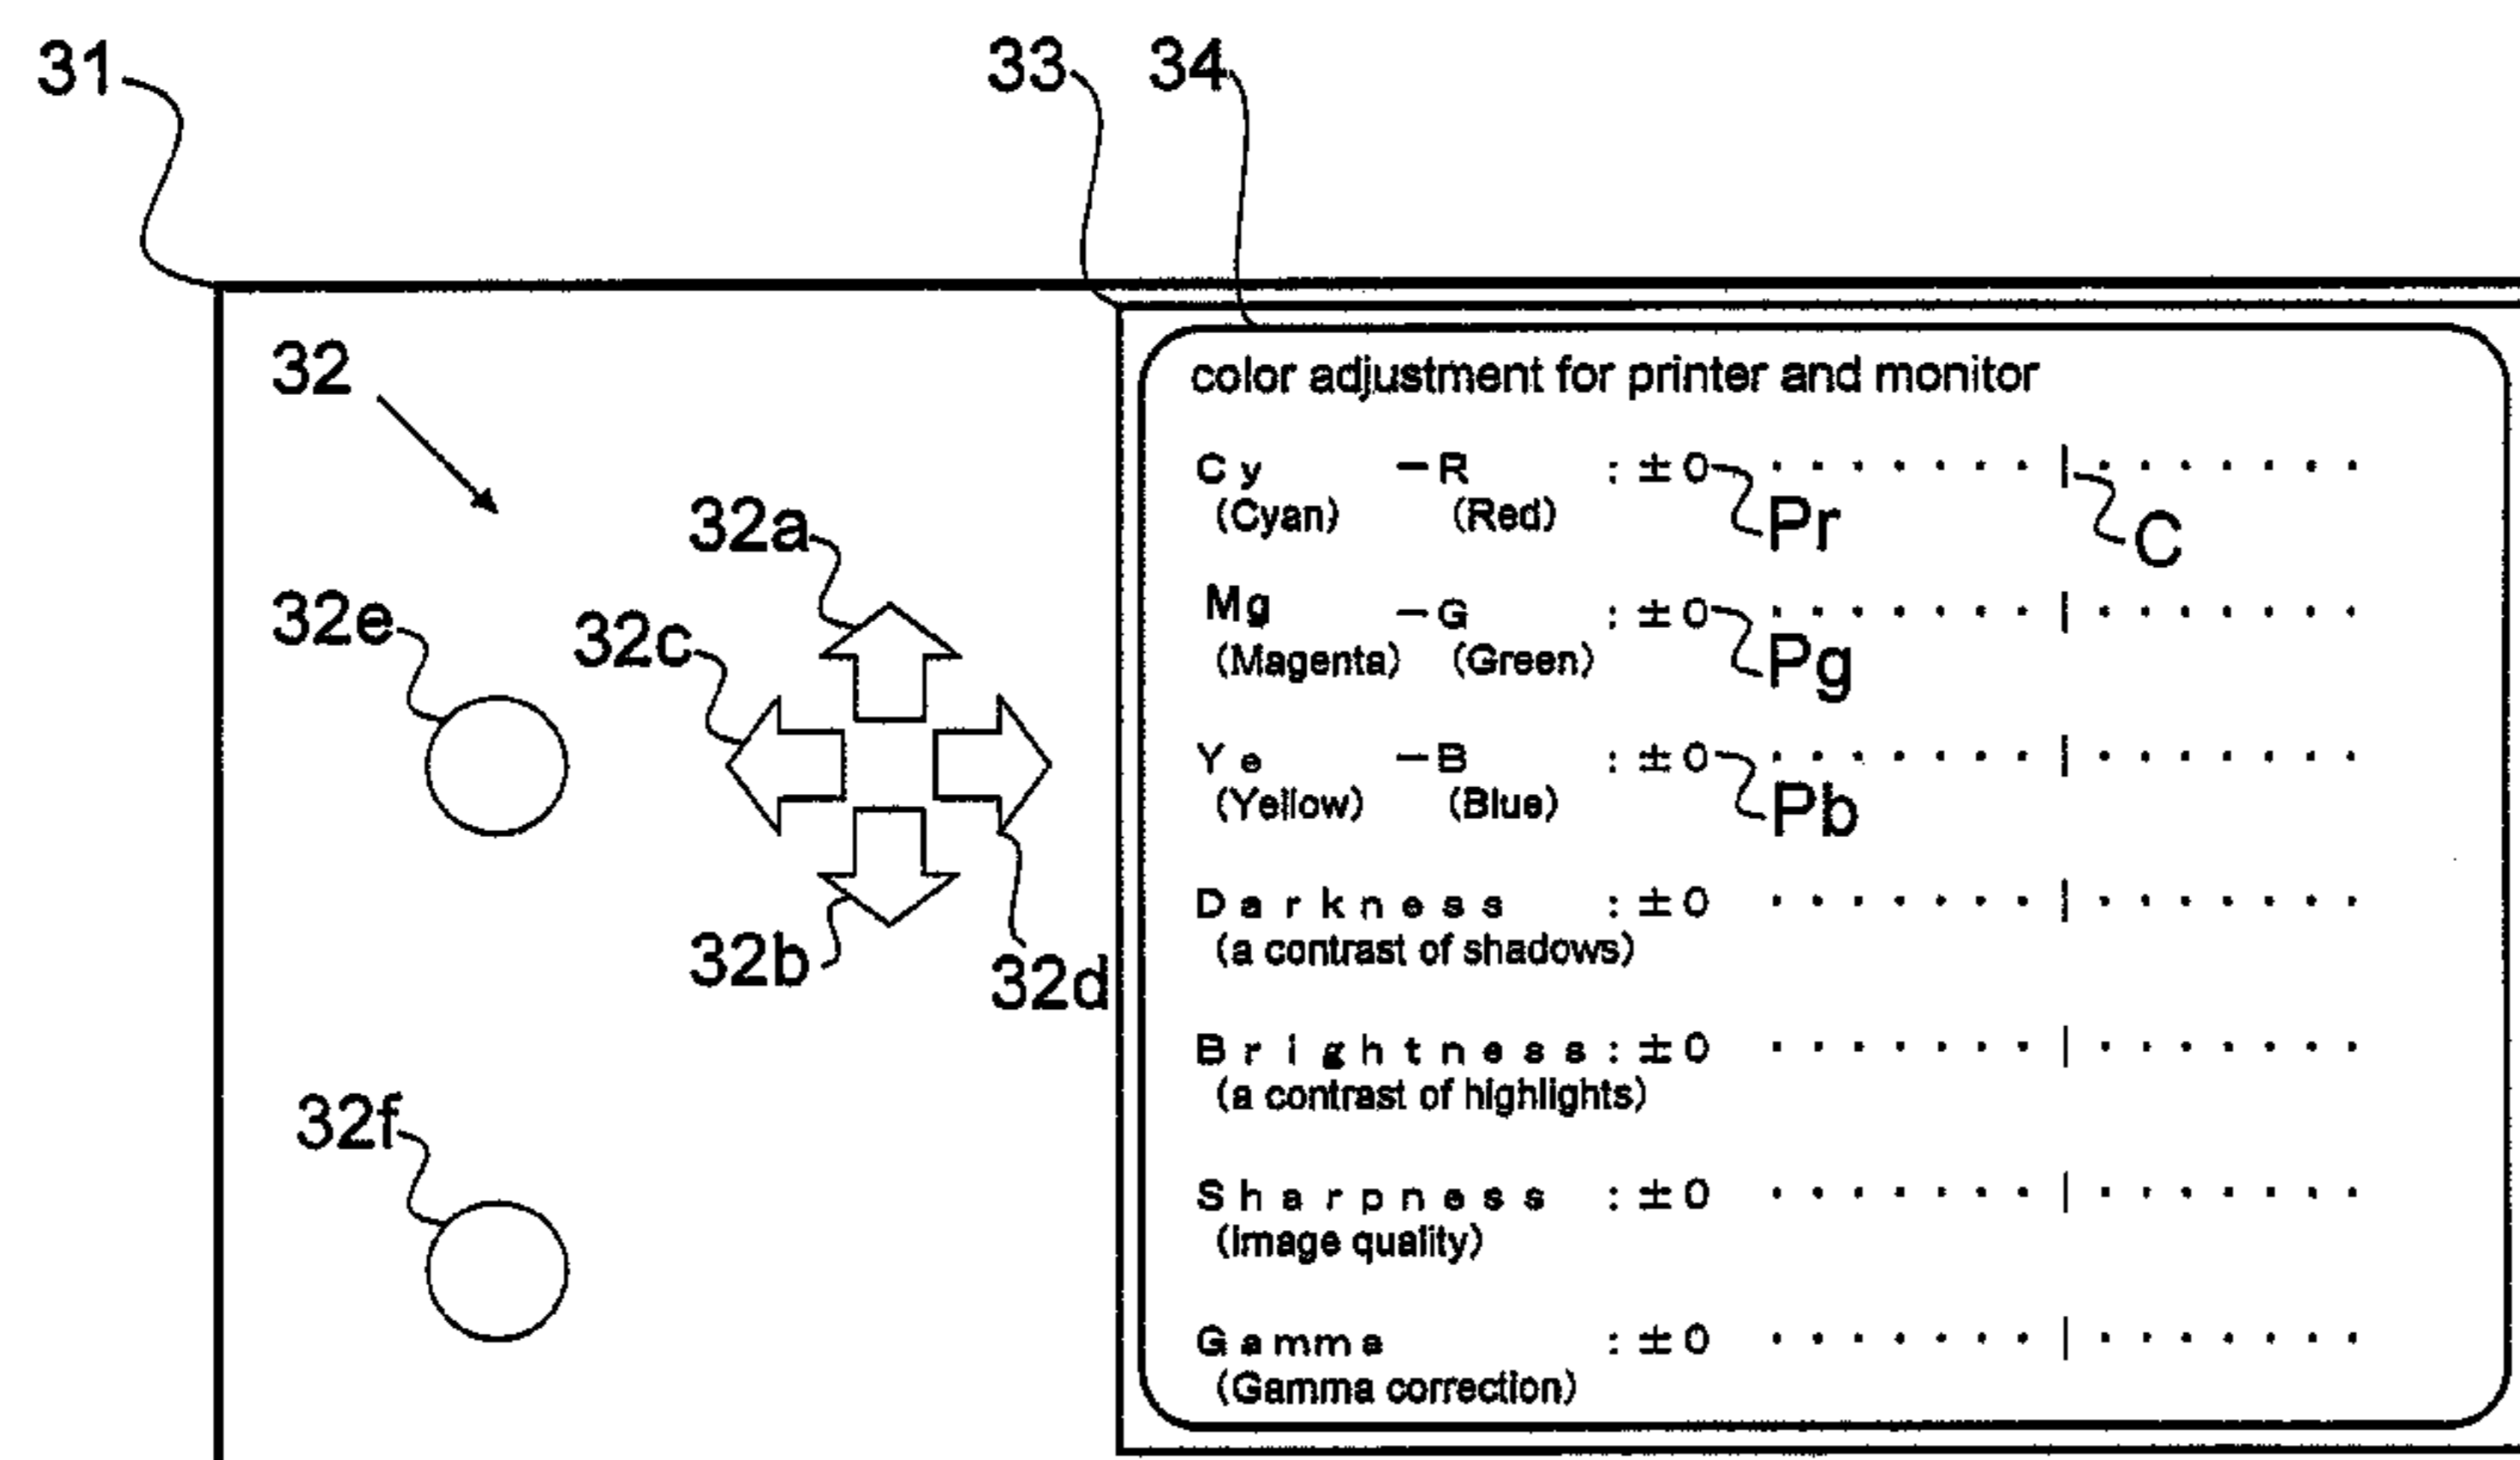 31
33 34
32
32a
32c
32e
32b
32d
32f
color adjustment for printer and monitor
Cy －R :±0
(Cyan) (Red) Pr C
Mg －G :±0
(Magenta) (Green) Pg
Ye －B :±0
(Yellow) (Blue) Pb
Darkness :±0
(a contrast of shadows)
Brightness:±0
(a contrast of highlights)
Sharpness :±0
(image quality)
Gamma :±0
(Gamma correction)